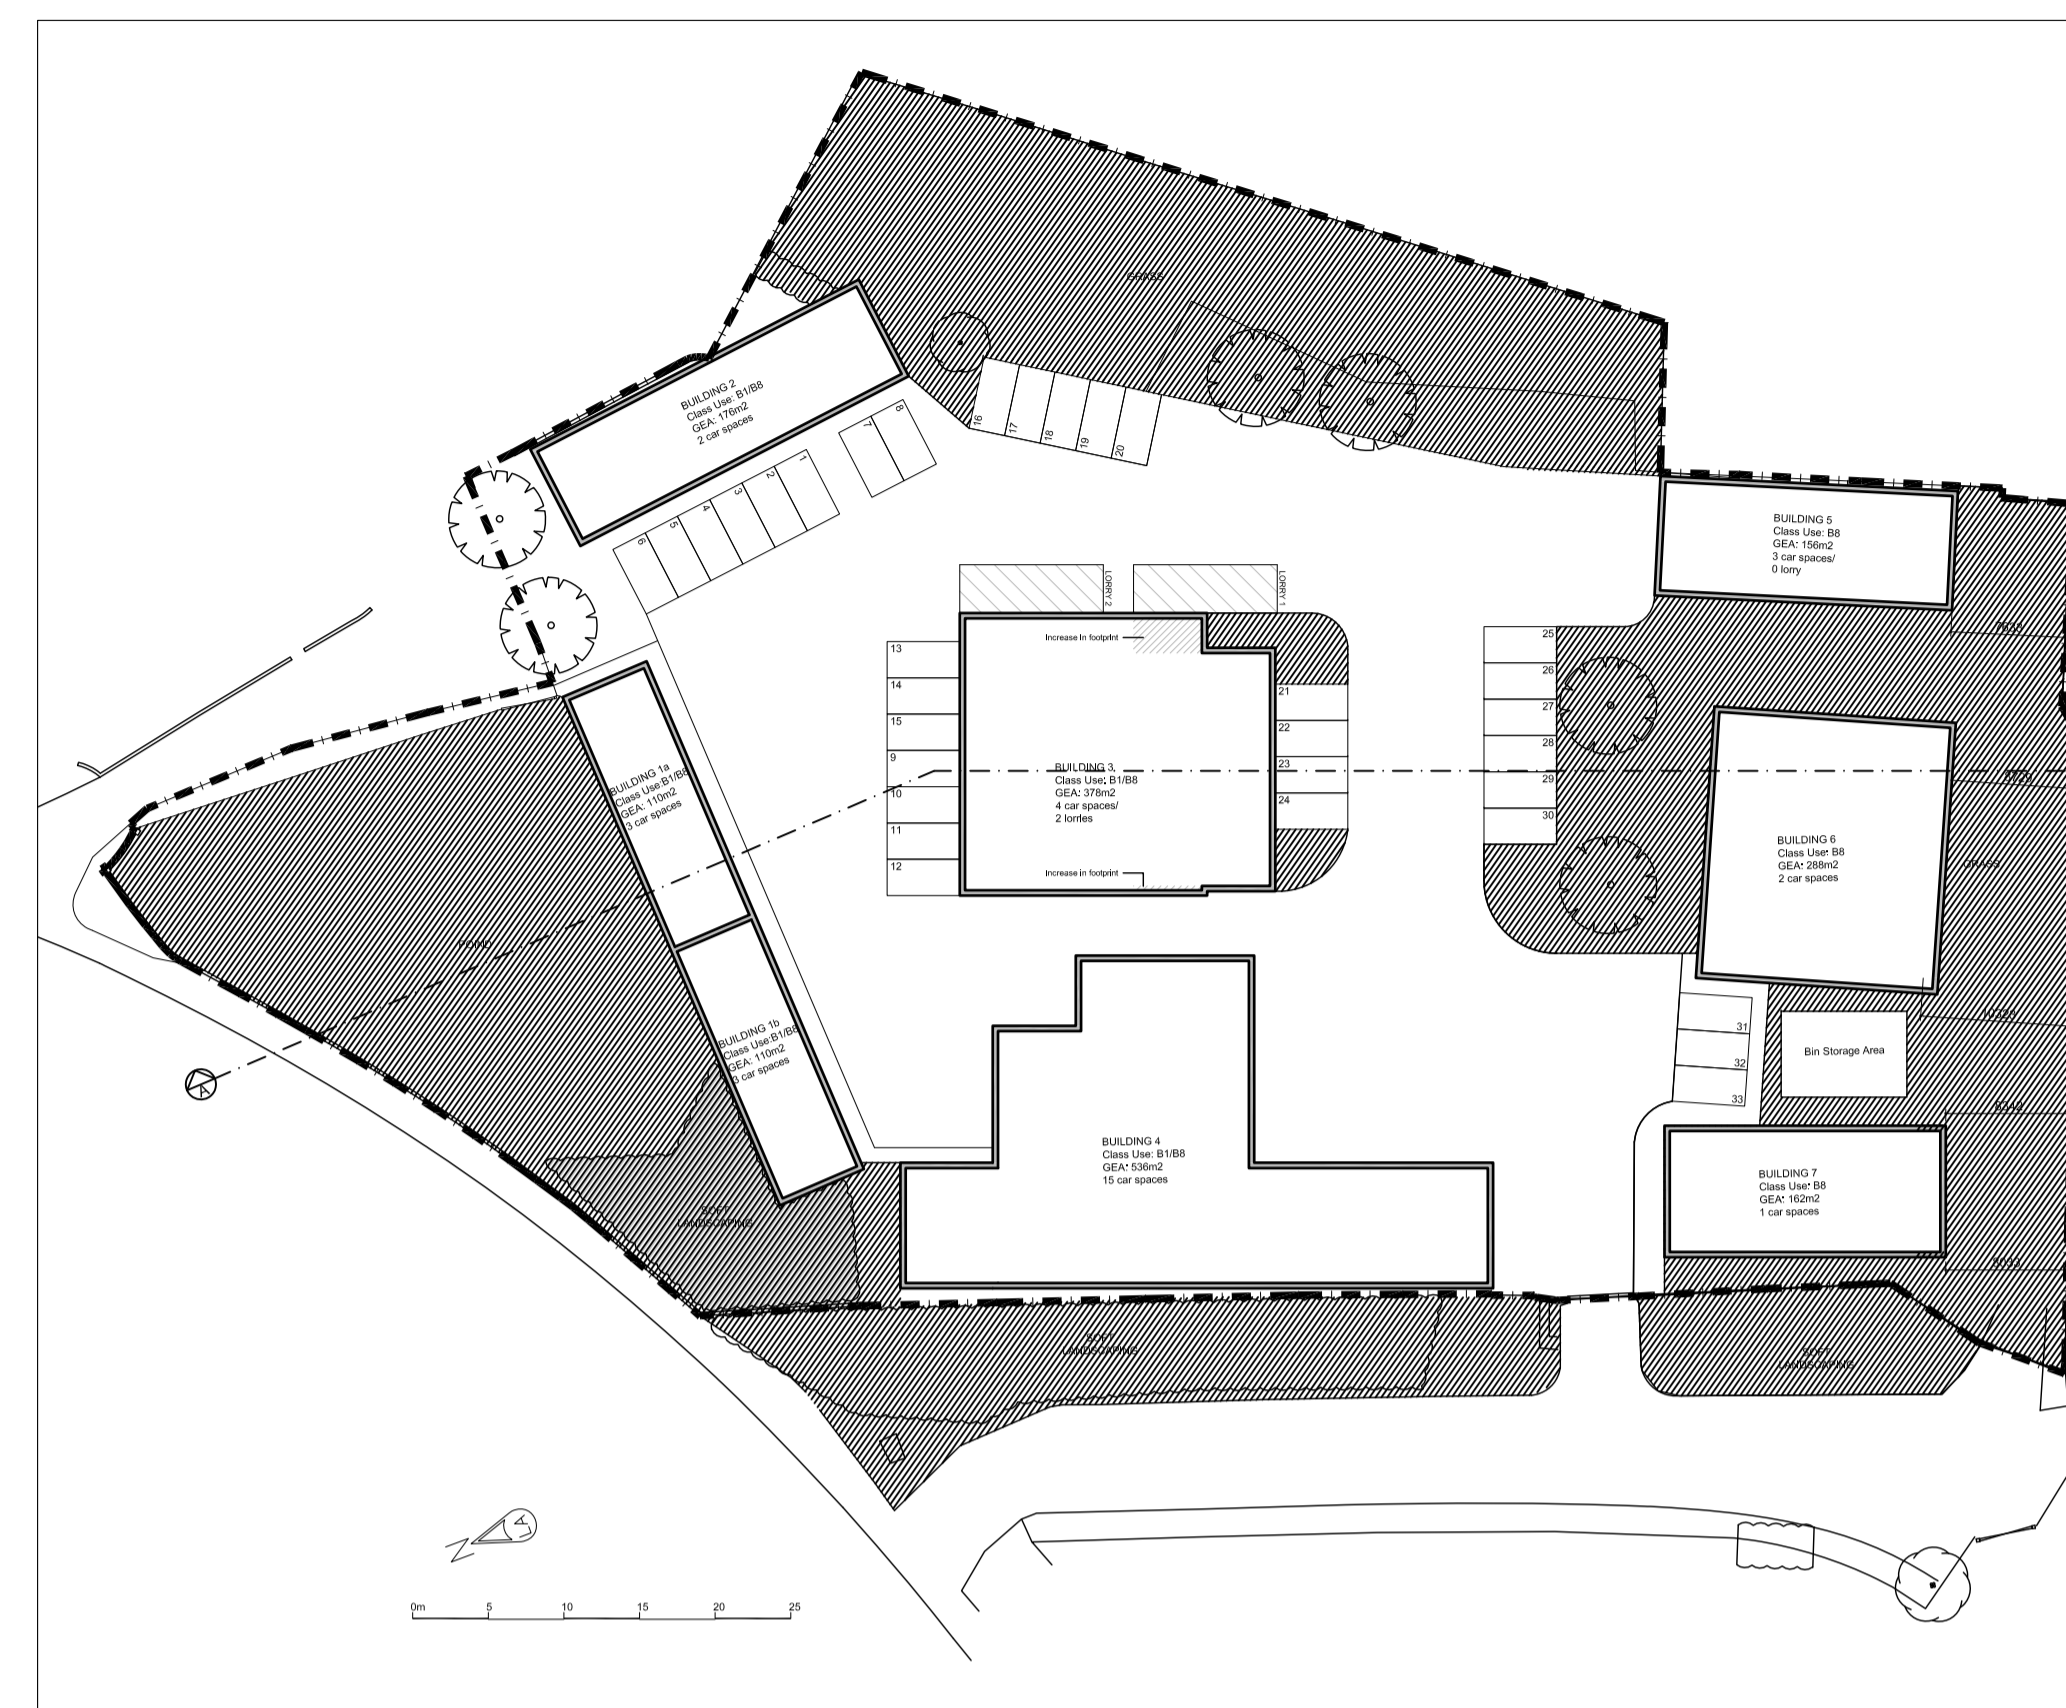 GRASS
BUILDING 2
Class Use: B1/B8
GEA: 176m2
2 car spaces
8
7
1
2
3
4
5
6
16
17
18
19
20
BUILDING 5
Class Use: B8
GEA: 156m2
3 car spaces/
0 lorry
LORRY 2
LORRY 1
Increase in footprint
13
14
15
9
10
11
12
21
22
23
24
25
26
27
28
29
30
BUILDING 3
Class Use: B1/B8
GEA: 378m2
4 car spaces/
2 lorries
Increase in footprint
BUILDING 1a
Class Use:B1/B8
GEA: 110m2
3 car spaces
BUILDING 6
Class Use: B8
GEA: 288m2
2 car spaces
GRASS
POND
BUILDING 1b
Class Use:B1/B8
GEA: 110m2
3 car spaces
A
31
32
33
Bin Storage Area
10328
BUILDING 4
Class Use: B1/B8
GEA: 536m2
15 car spaces
BUILDING 7
Class Use: B8
GEA: 162m2
1 car spaces
SOFT
LANDSCAPING
SOFT
LANDSCAPING
SOFT
LANDSCAPING
N
0m
5
10
15
20
25